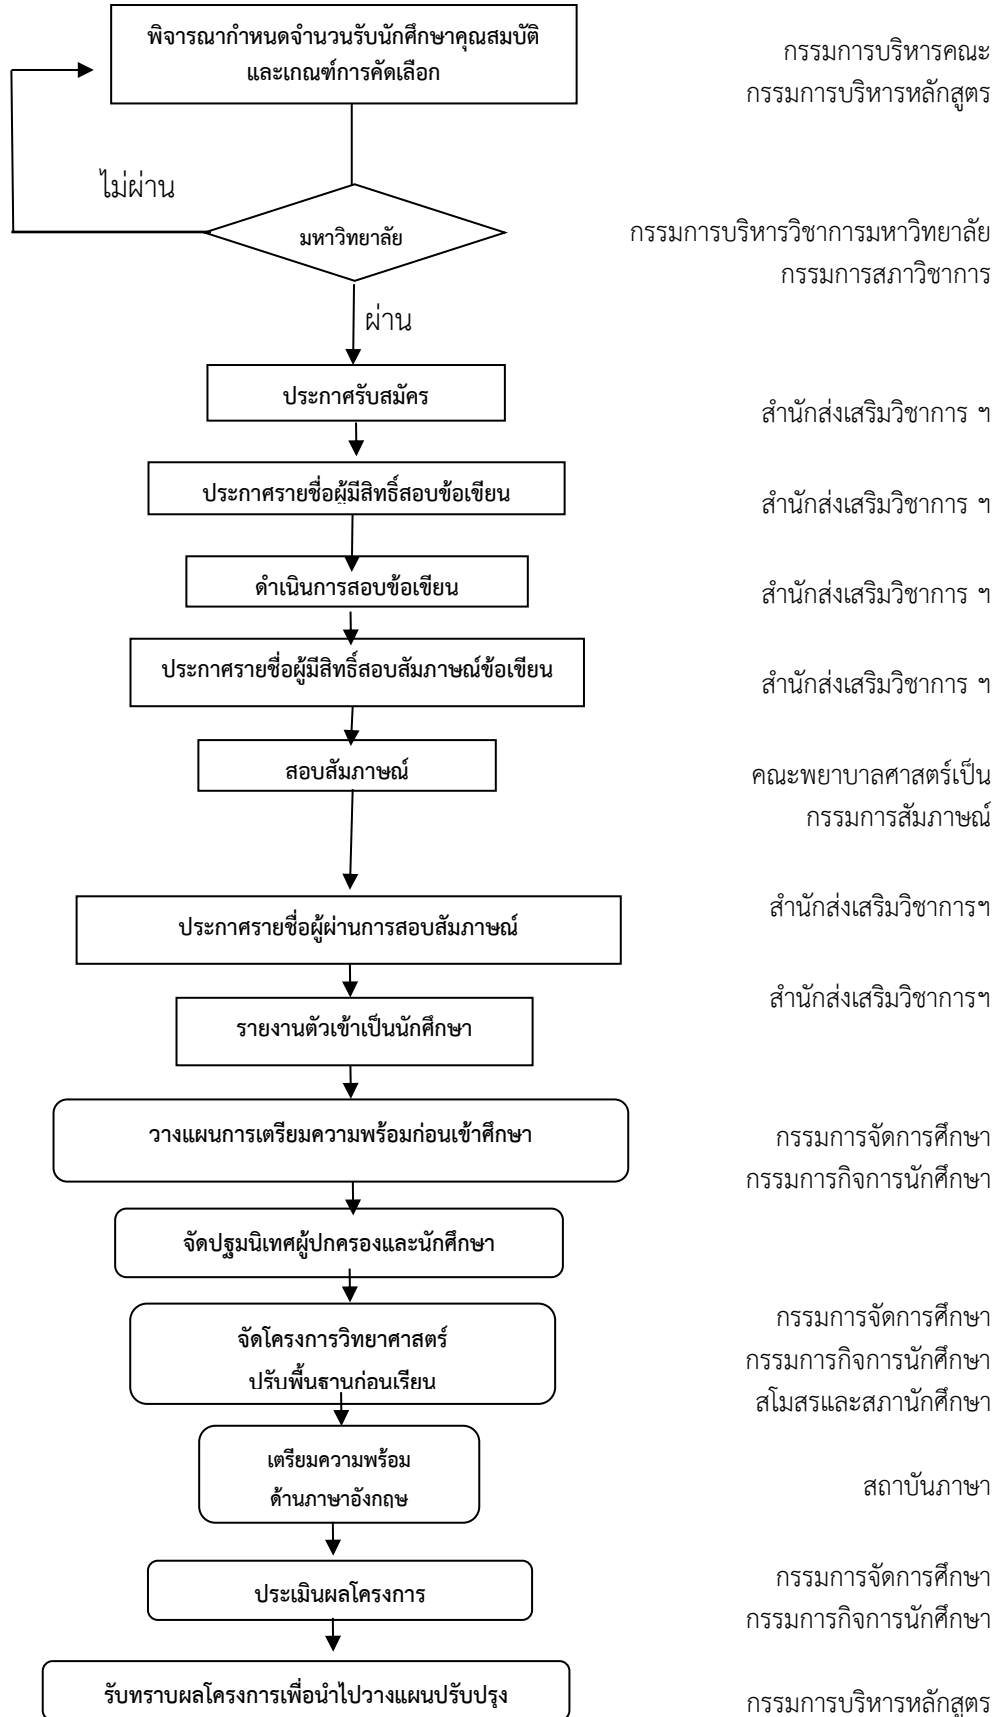 พิจารณากำหนดจำนวนรับนักศึกษาคุณสมบัติ
และเกณฑ์การคัดเลือก
กรรมการบริหารคณะ
กรรมการบริหารหลักสูตร
ไม่ผ่าน
มหาวิทยาลัย
กรรมการบริหารวิชาการมหาวิทยาลัย
กรรมการสภาวิชาการ
ผ่าน
ประกาศรับสมัคร
สำนักส่งเสริมวิชาการ ฯ
ประกาศรายชื่อผู้มีสิทธิ์สอบข้อเขียน
สำนักส่งเสริมวิชาการ ฯ
ดำเนินการสอบข้อเขียน
สำนักส่งเสริมวิชาการ ฯ
ประกาศรายชื่อผู้มีสิทธิ์สอบสัมภาษณ์ข้อเขียน
สำนักส่งเสริมวิชาการ ฯ
สอบสัมภาษณ์
คณะพยาบาลศาสตร์เป็น
กรรมการสัมภาษณ์
ประกาศรายชื่อผู้ผ่านการสอบสัมภาษณ์
สำนักส่งเสริมวิชาการฯ
รายงานตัวเข้าเป็นนักศึกษา
สำนักส่งเสริมวิชาการฯ
วางแผนการเตรียมความพร้อมก่อนเข้าศึกษา
กรรมการจัดการศึกษา
กรรมการกิจการนักศึกษา
จัดปฐมนิเทศผู้ปกครองและนักศึกษา
จัดโครงการวิทยาศาสตร์
ปรับพื้นฐานก่อนเรียน
กรรมการจัดการศึกษา
กรรมการกิจการนักศึกษา
สโมสรและสภานักศึกษา
เตรียมความพร้อม
ด้านภาษาอังกฤษ
สถาบันภาษา
ประเมินผลโครงการ
กรรมการจัดการศึกษา
กรรมการกิจการนักศึกษา
รับทราบผลโครงการเพื่อนำไปวางแผนปรับปรุง
กรรมการบริหารหลักสูตร